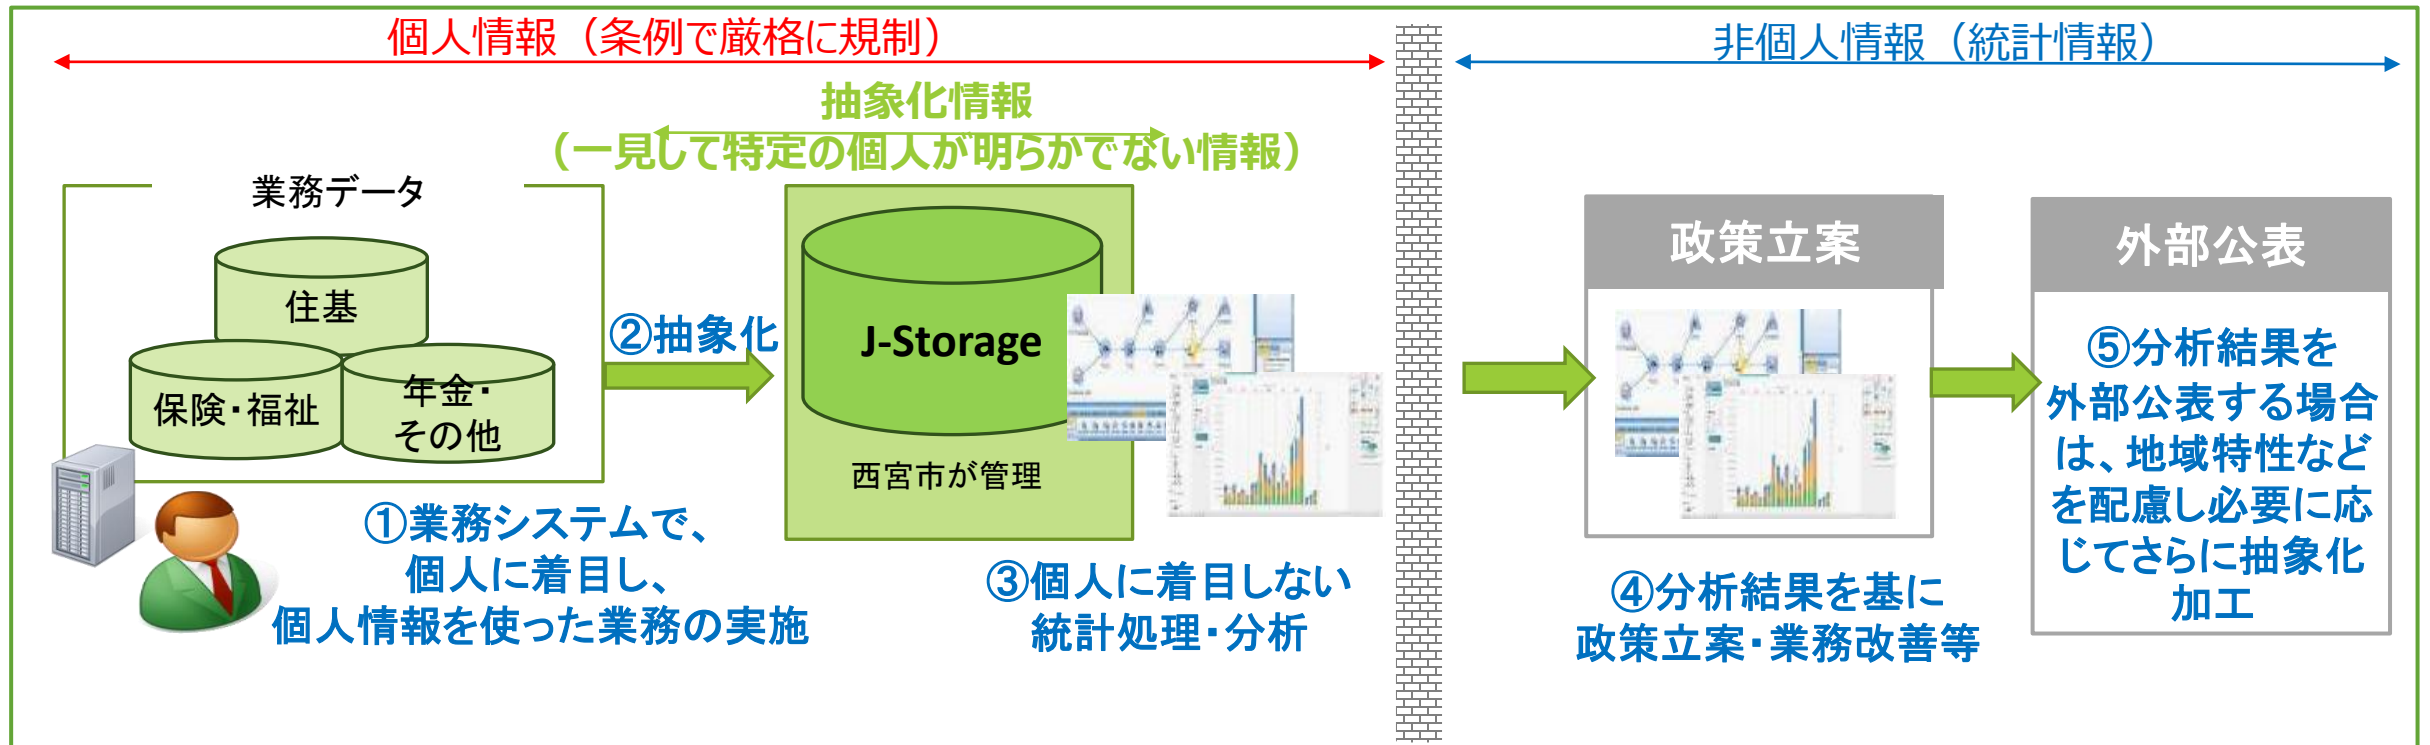 個人情報（条例で厳格に規制）
非個人情報（統計情報）
抽象化情報
（一見して特定の個人が明らかでない情報）
業務データ
住基
保険・福祉
年金・
その他
②抽象化
J-Storage
西宮市が管理
①業務システムで、
個人に着目し、
個人情報を使った業務の実施
③個人に着目しない
統計処理・分析
政策立案
④分析結果を基に
政策立案・業務改善等
外部公表
⑤分析結果を
外部公表する場合
は、地域特性など
を配慮し必要に応
じてさらに抽象化
加工